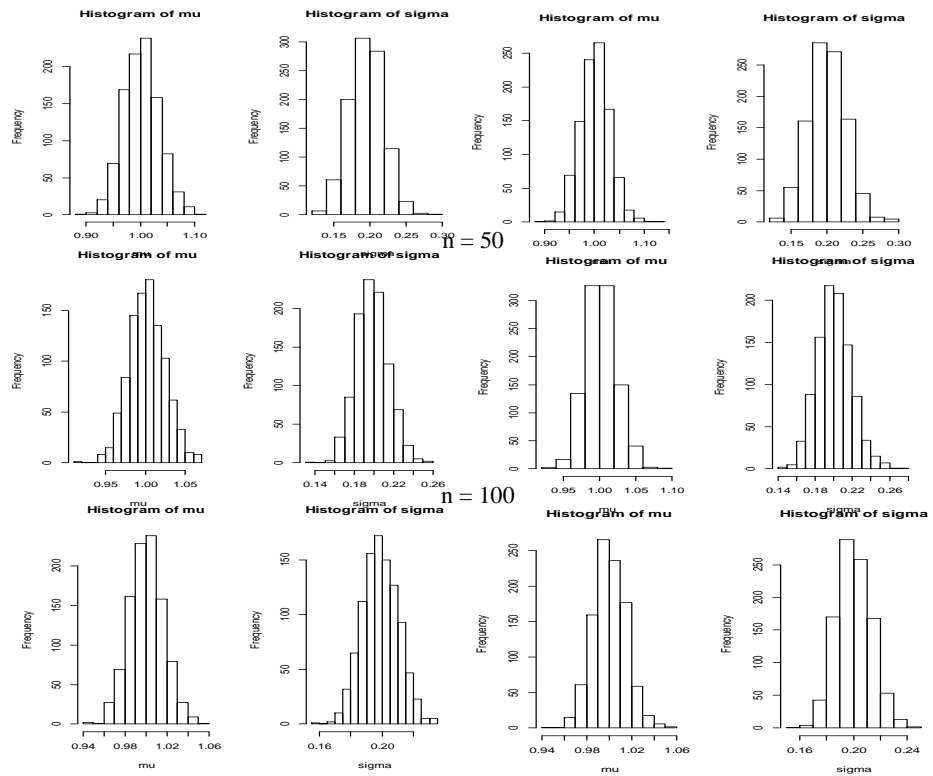 Histogram of mu
Histogram of sigma
Histogram of mu
Histogram of sigma
Frequency
0 50 100 150 200
0.90 1.00 1.10
mu
Frequency
0 50 100 150 200 250 300
0.15 0.20 0.25 0.30
sigma
Frequency
0 50 100 150 200 250
0.90 1.00 1.10
Frequency
0 50 100 150 200 250
0.15 0.20 0.25 0.30
sigma
n = 50
Histogram of mu
Histogram of sigma
Histogram of mu
Histogram of sigma
Frequency
0 50 100 150
0.95 1.00 1.05
mu
Frequency
0 50 100 150 200
0.14 0.18 0.22 0.26
sigma
Frequency
0 50 100 150 200 250 300
0.95 1.00 1.05 1.10
mu
Frequency
0 50 100 150 200
0.14 0.18 0.22 0.26
sigma
n = 100
Histogram of mu
Histogram of sigma
Histogram of mu
Histogram of sigma
Frequency
0 50 100 150 200
0.94 0.98 1.02 1.06
mu
Frequency
0 50 100 150
0.16 0.20
sigma
Frequency
0 50 100 150 200 250
0.94 0.98 1.02 1.06
mu
Frequency
0 50 100 150 200 250
0.16 0.20 0.24
sigma